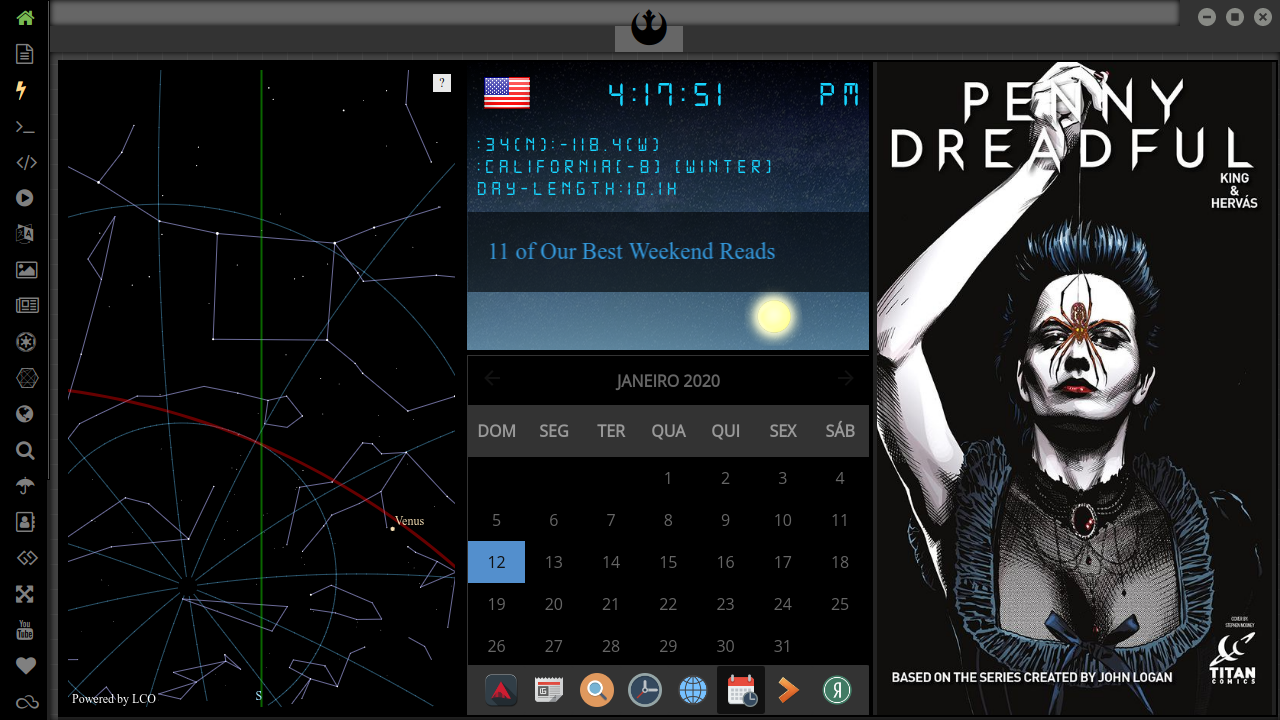 ?
Venus
Powered by LCO
S
4:17:51 PM
:34(N):-118.4(W)
:CALIFORNIA(-8) (WINTER)
DAY-LENGTH:10.1H
11 of Our Best Weekend Reads
JANEIRO 2020
DOM SEG TER QUA QUI SEX SÁB
1 2 3 4
5 6 7 8 9 10 11
12 13 14 15 16 17 18
19 20 21 22 23 24 25
26 27 28 29 30 31
PENNY
DREADFUL
KING
&
HERVÁS
COVER BY:
BASED ON THE SERIES CREATED BY JOHN LOGAN
TITAN
COMICS
You
Tube
Я